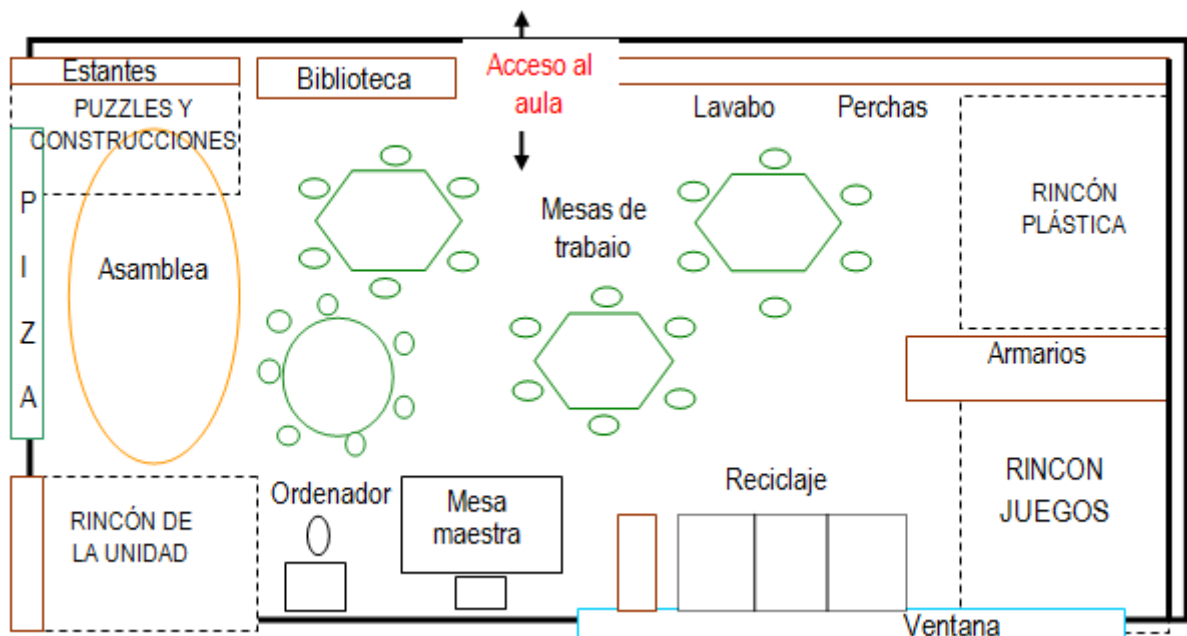 Estantes
Biblioteca
Acceso al
aula
PUZZLES Y
CONSTRUCCIONES
Lavabo
Perchas
P
I
Z
A
Asamblea
Mesas de
trabaio
RINCÓN
PLÁSTICA
Armarios
RINCÓN DE
LA UNIDAD
Ordenador
Mesa
maestra
Reciclaje
RINCON
JUEGOS
Ventana